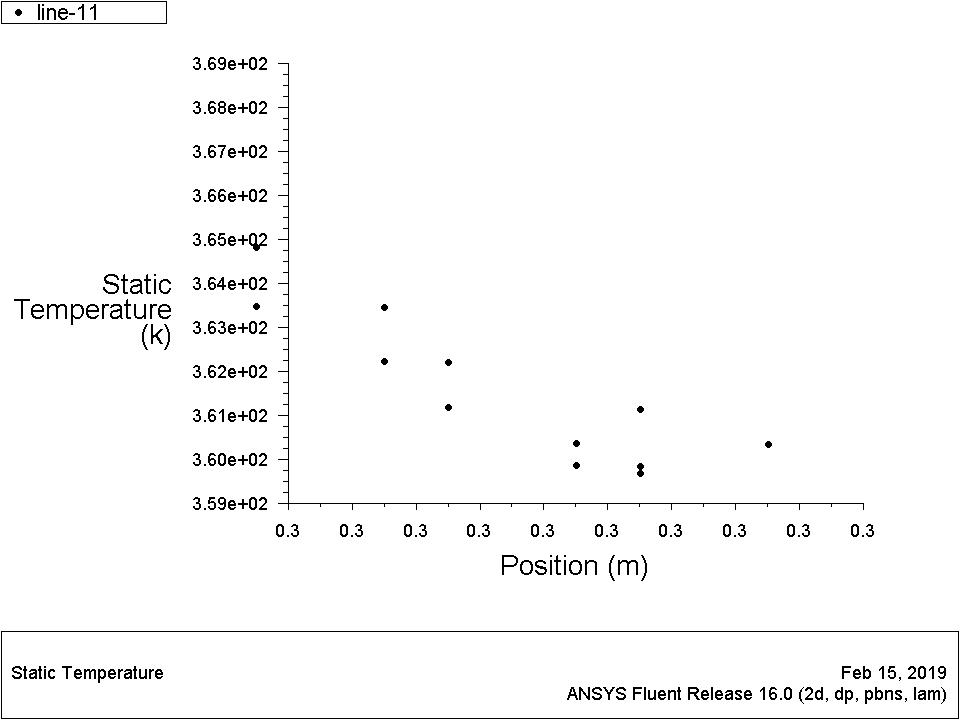 line-11
3.69e+02
3.68e+02
3.67e+02
3.66e+02
3.65e+02
3.64e+02
3.63e+02
3.62e+02
3.61e+02
3.60e+02
3.59e+02
Static
Temperature
(k)
0.3 0.3 0.3 0.3 0.3 0.3 0.3 0.3 0.3 0.3
Position (m)
Static Temperature
Feb 15, 2019
ANSYS Fluent Release 16.0 (2d, dp, pbns, lam)